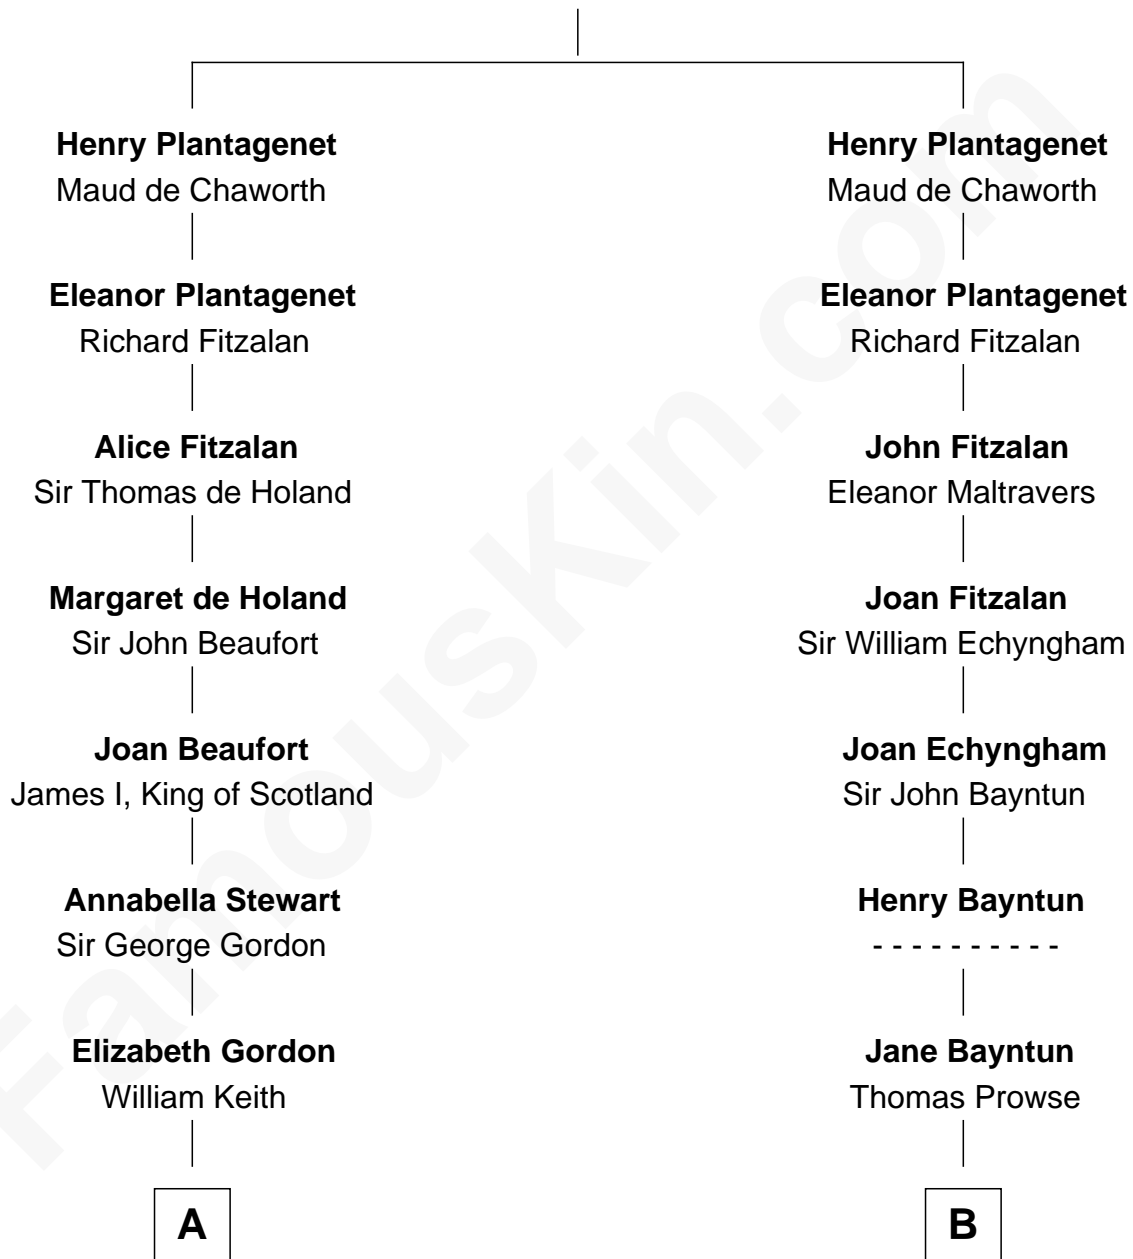 Henry Plantagenet
Maud de Chaworth
Eleanor Plantagenet
Richard Fitzalan
Alice Fitzalan
Sir Thomas de Holand
Margaret de Holand
Sir John Beaufort
Joan Beaufort
James I, King of Scotland
Annabella Stewart
Sir George Gordon
Elizabeth Gordon
William Keith
A
Henry Plantagenet
Maud de Chaworth
Eleanor Plantagenet
Richard Fitzalan
John Fitzalan
Eleanor Maltravers
Joan Fitzalan
Sir William Echyngham
Joan Echyngham
Sir John Bayntun
Henry Bayntun
- - - - - - - - - -
Jane Bayntun
Thomas Prowse
B
FamousKin.com